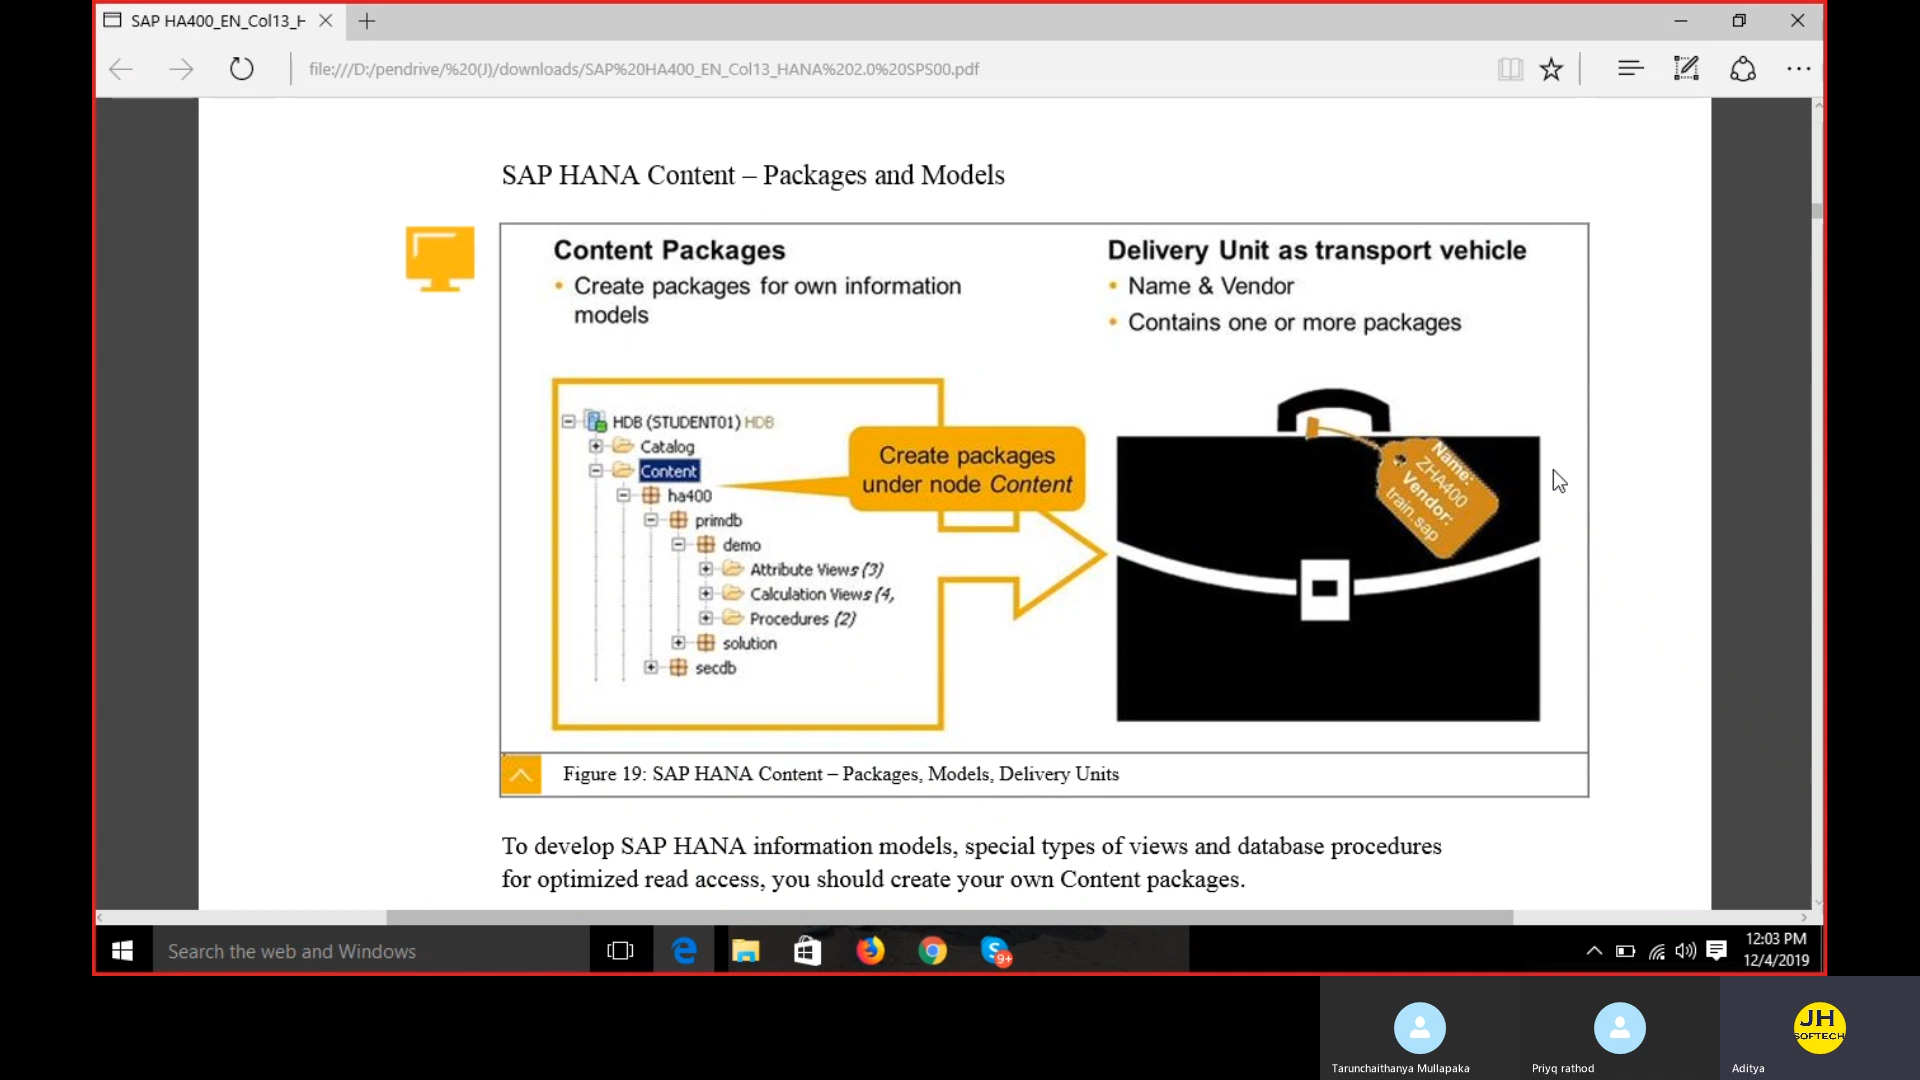 SAP HA400_EN_Col13_H
file:///D:/pendrive/%20(J)/downloads/SAP%20HA400_EN_Col13_HANA%202.0%20SPS00.pdf
SAP HANA Content – Packages and Models
Content Packages
• Create packages for own information
models
Delivery Unit as transport vehicle
• Name & Vendor
• Contains one or more packages
HDB (STUDENT01) HDB
Catalog
Content
ha400
primdb
demo
Attribute Views (3)
Calculation Views (4,
Procedures (2)
solution
secdb
Create packages
under node Content
Name:
ZHA400
Vendor:
train.sap
Figure 19: SAP HANA Content – Packages, Models, Delivery Units
To develop SAP HANA information models, special types of views and database procedures
for optimized read access, you should create your own Content packages.
Search the web and Windows
9+
12:03 PM
12/4/2019
JH
SOFTECH
Tarunchaithanya Mullapaka
Priyq rathod
Aditya